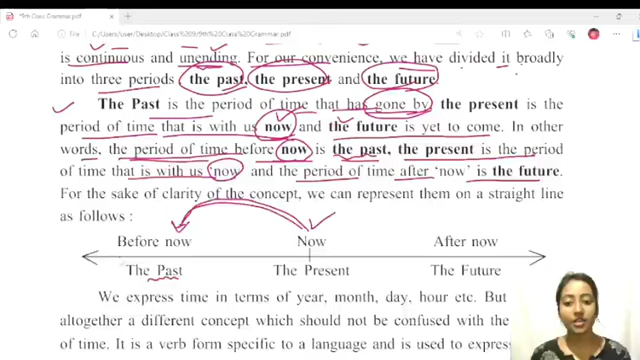 *9th Class Grammar.pdf
File | C:/Users/user/Desktop/Class%209/9th%20Class%20Grammar.pdf
is continuous and unending. For our convenience, we have divided it broadly
into three periods the past, the present and the future.
The Past is the period of time that has gone by the present is the
period of time that is with us now and the future is yet to come. In other
words, the period of time before now is the past, the present is the period
of time that is with us 'now' and the period of time after 'now' is the future.
For the sake of clarity of the concept, we can represent them on a straight line
as follows :
Before now Now After now
The Past The Present The Future
We express time in terms of year, month, day, hour etc. But
altogether a different concept which should not be confused with the
of time. It is a verb form specific to a language and is used to express